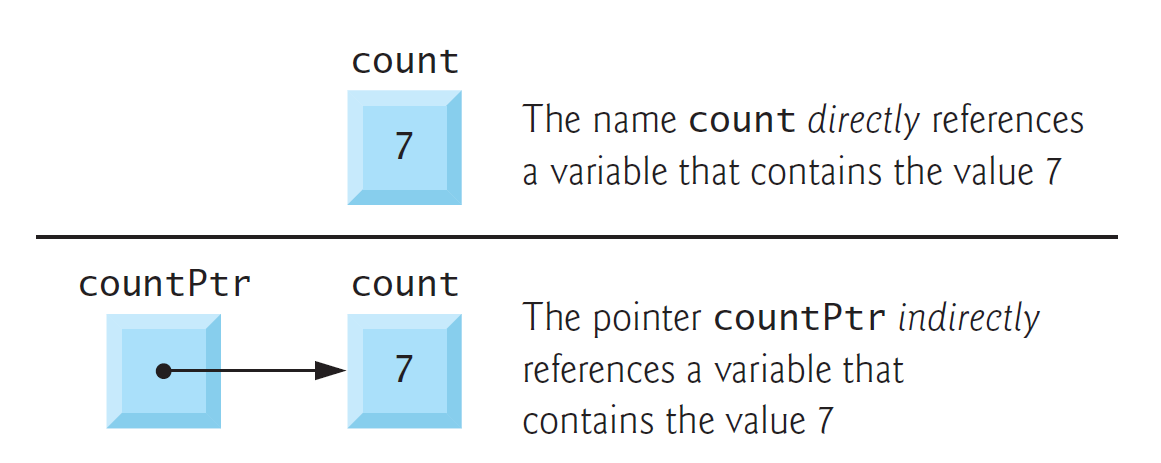 count
7
The name count directly references
a variable that contains the value 7
countPtr count
7
The pointer countPtr indirectly
references a variable that
contains the value 7